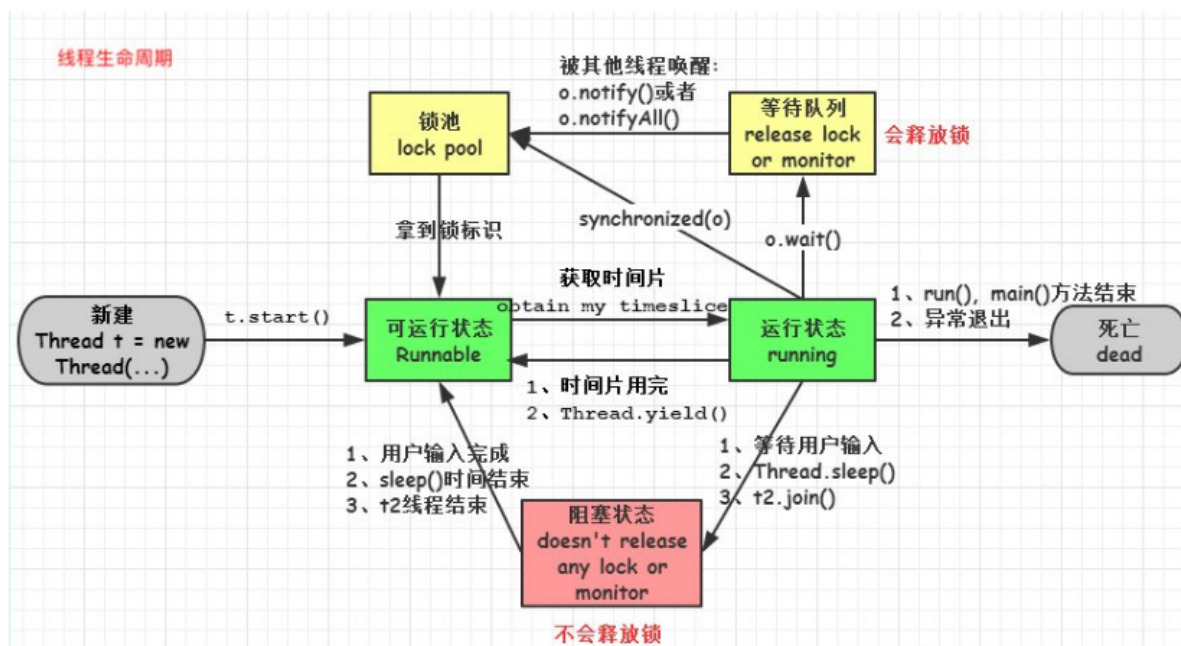 线程生命周期
被其他线程唤醒:
o.notify()或者
o.notifyAll()
锁池
lock pool
等待队列
release lock
or monitor
会释放锁
synchronized(o)
拿到锁标识
o.wait()
获取时间片
obtain my timeslice
新建
Thread t = new
Thread(...)
t.start()
可运行状态
Runnable
运行状态
running
1、run(), main()方法结束
2、异常退出
死亡
dead
1、时间片用完
2、Thread.yield()
1、用户输入完成
2、sleep()时间结束
3、t2线程结束
1、等待用户输入
2、Thread.sleep()
3、t2.join()
阻塞状态
doesn't release
any lock or
monitor
不会释放锁